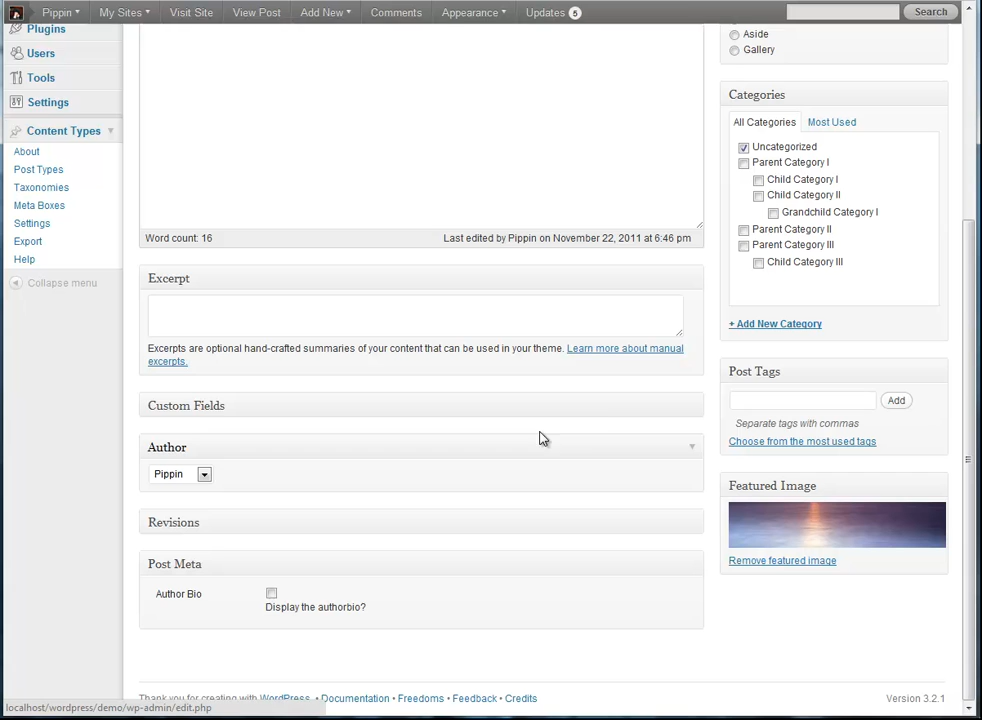 Pippin My Sites Visit Site View Post Add New Comments Appearance Updates 5 Search
Plugins
Users
Tools
Settings
Content Types
About
Post Types
Taxonomies
Meta Boxes
Settings
Export
Help
Collapse menu
Word count: 16 Last edited by Pippin on November 22, 2011 at 6:46 pm
Excerpt
Excerpts are optional hand-crafted summaries of your content that can be used in your theme. Learn more about manual
excerpts.
Custom Fields
Author
Pippin
Revisions
Post Meta
Author Bio
Display the authorbio?
Aside
Gallery
Categories
All Categories Most Used
Uncategorized
Parent Category I
Child Category I
Child Category II
Grandchild Category I
Parent Category II
Parent Category III
Child Category III
+ Add New Category
Post Tags
Add
Separate tags with commas
Choose from the most used tags
Featured Image
Remove featured image
Thank you for creating with WordPress. • Documentation • Freedoms • Feedback • Credits Version 3.2.1
localhost/wordpress/demo/wp-admin/edit.php